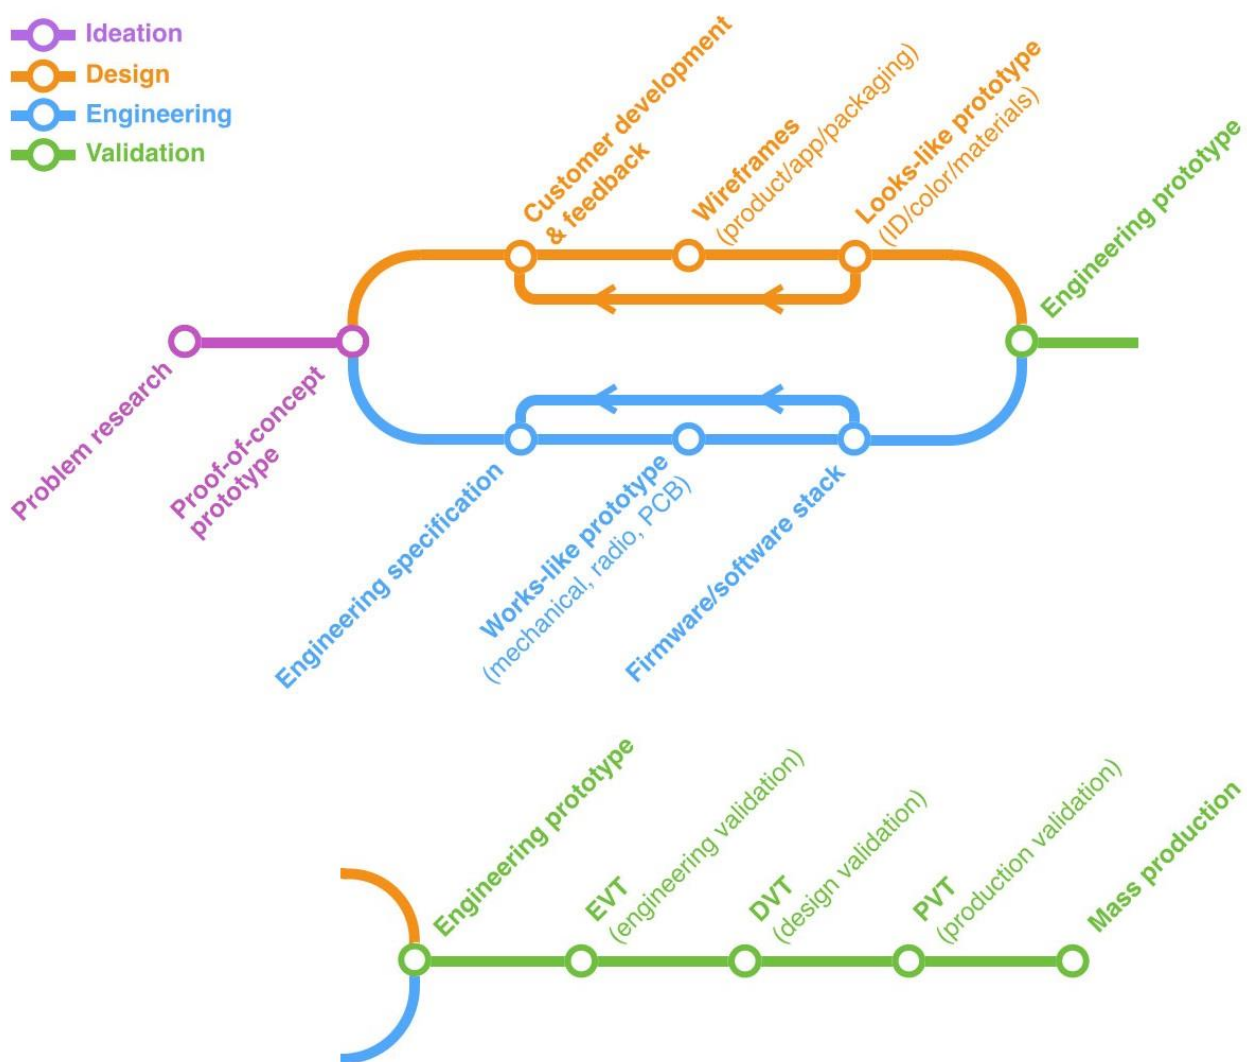 Ideation
Design
Engineering
Validation
Problem research
Proof-of-concept
prototype
Customer development
& feedback
Wireframes
(product/app/packaging)
Looks-like prototype
(ID/color/materials)
Engineering specification
Works-like prototype
(mechanical, radio, PCB)
Firmware/software stack
Engineering prototype
Engineering prototype
EVT
(engineering validation)
DVT
(design validation)
PVT
(production validation)
Mass production